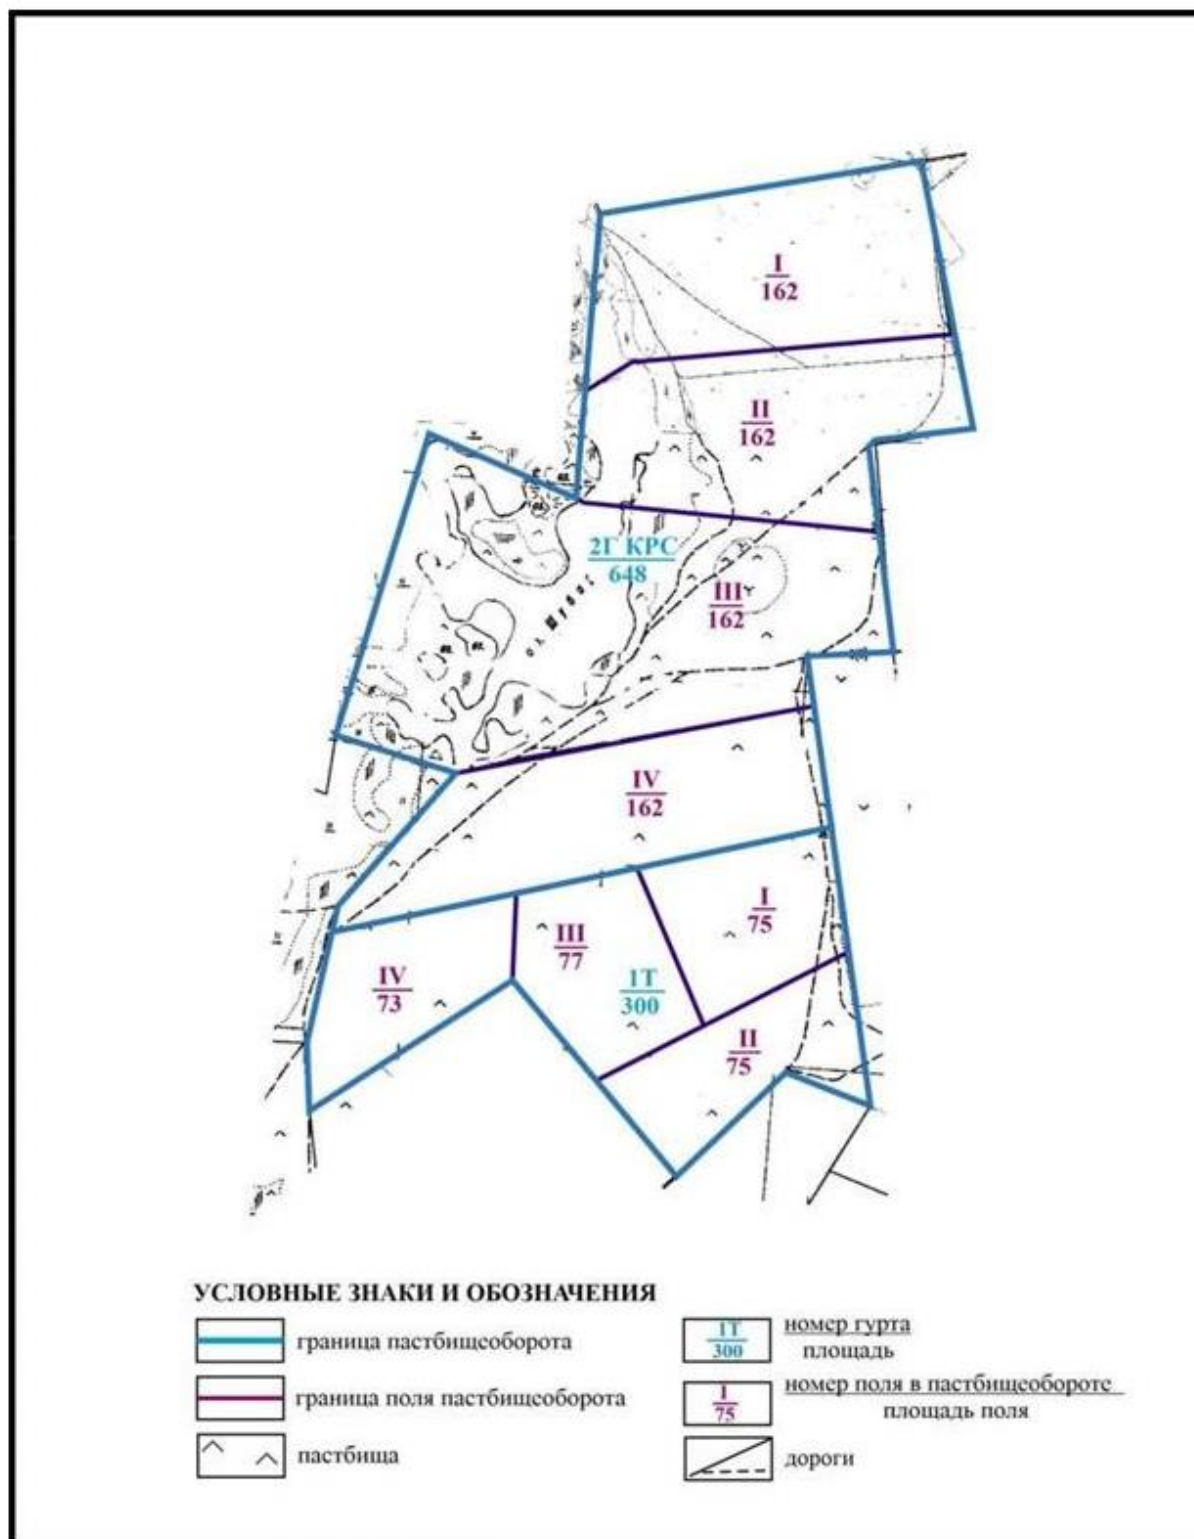 I
162
II
162
2Г КРС
648
III
162
оз. Шубис
IV
162
I
75
III
77
IV
73
1Т
300
II
75
УСЛОВНЫЕ ЗНАКИ И ОБОЗНАЧЕНИЯ
граница пастбищеоборота
1Т
300
номер гурта
площадь
граница поля пастбищеоборота
I
75
номер поля в пастбищеобороте
площадь поля
пастбища
дороги